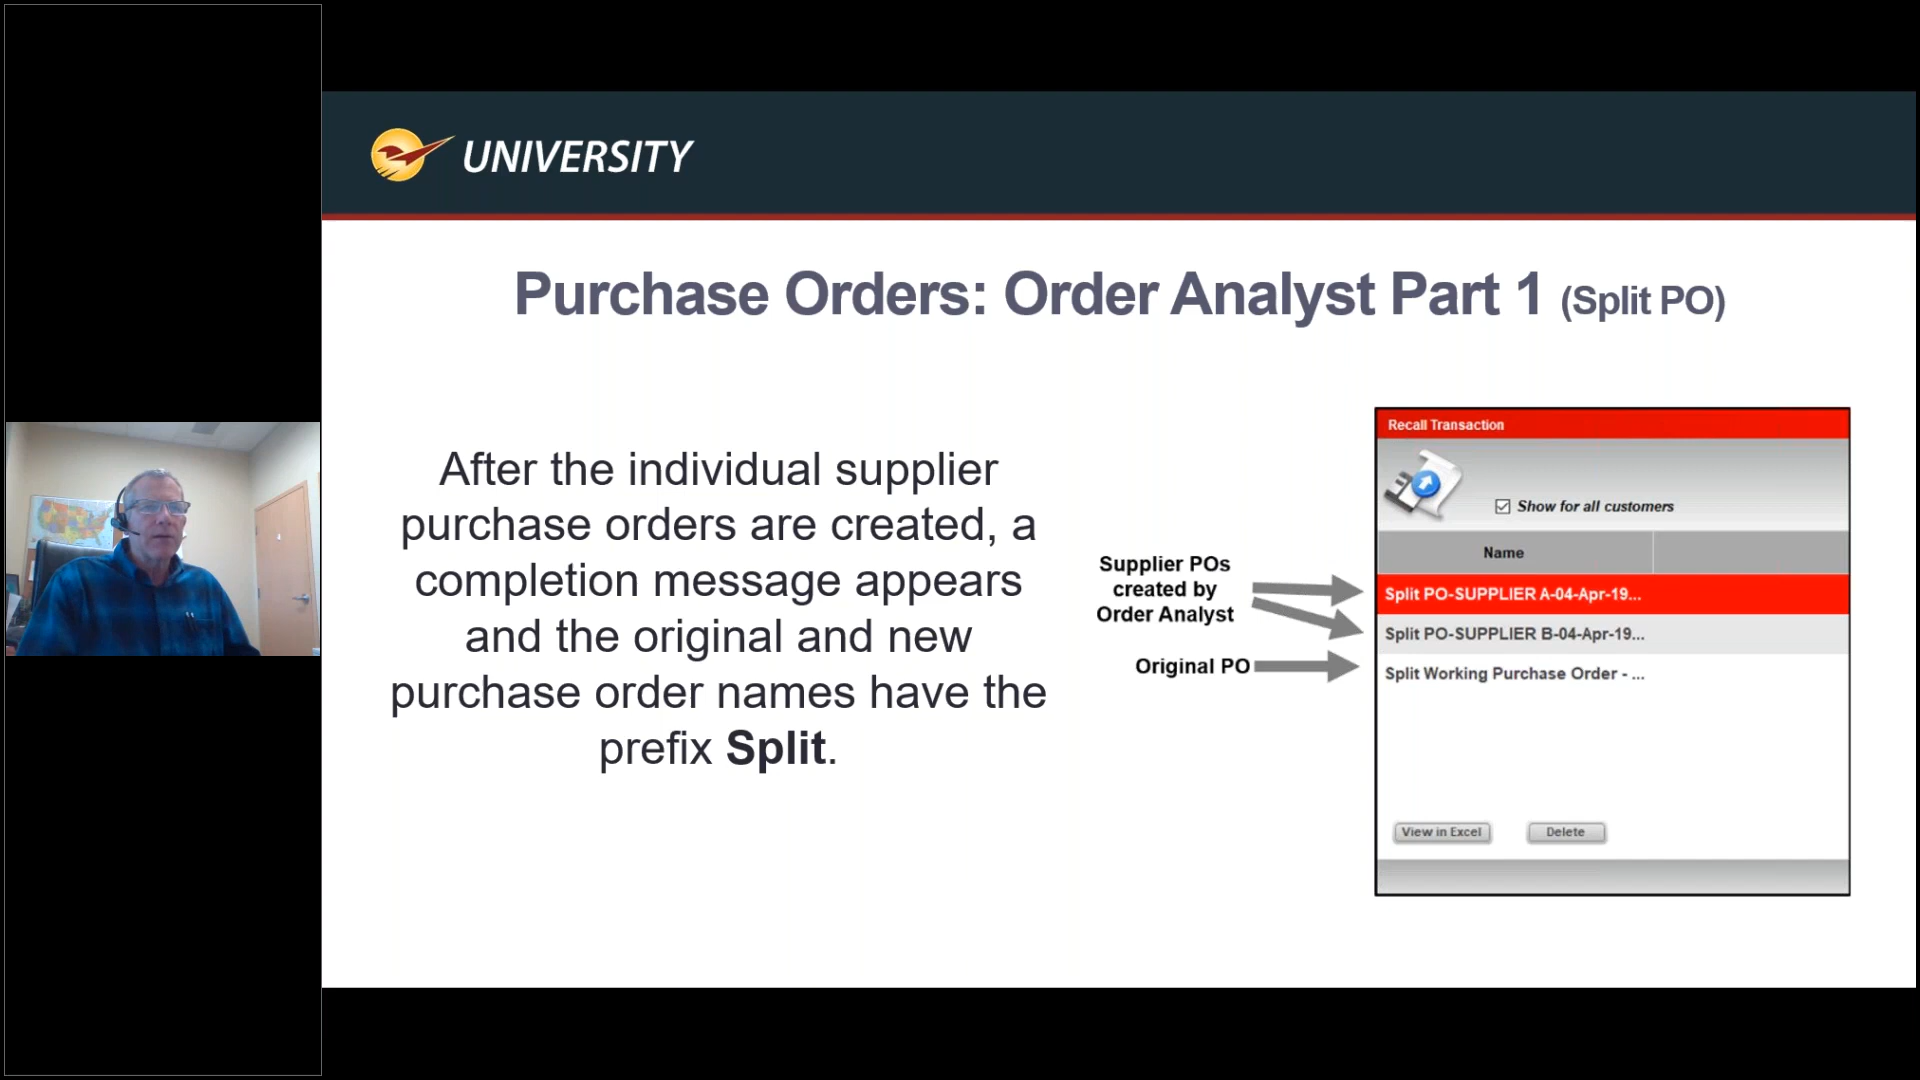 UNIVERSITY
Purchase Orders: Order Analyst Part 1 (Split PO)
After the individual supplier
purchase orders are created, a
completion message appears
and the original and new
purchase order names have the
prefix Split.
Supplier POs
created by
Order Analyst
Original PO
Recall Transaction
Show for all customers
Name
Split PO-SUPPLIER A-04-Apr-19...
Split PO-SUPPLIER B-04-Apr-19...
Split Working Purchase Order - ...
View in Excel
Delete